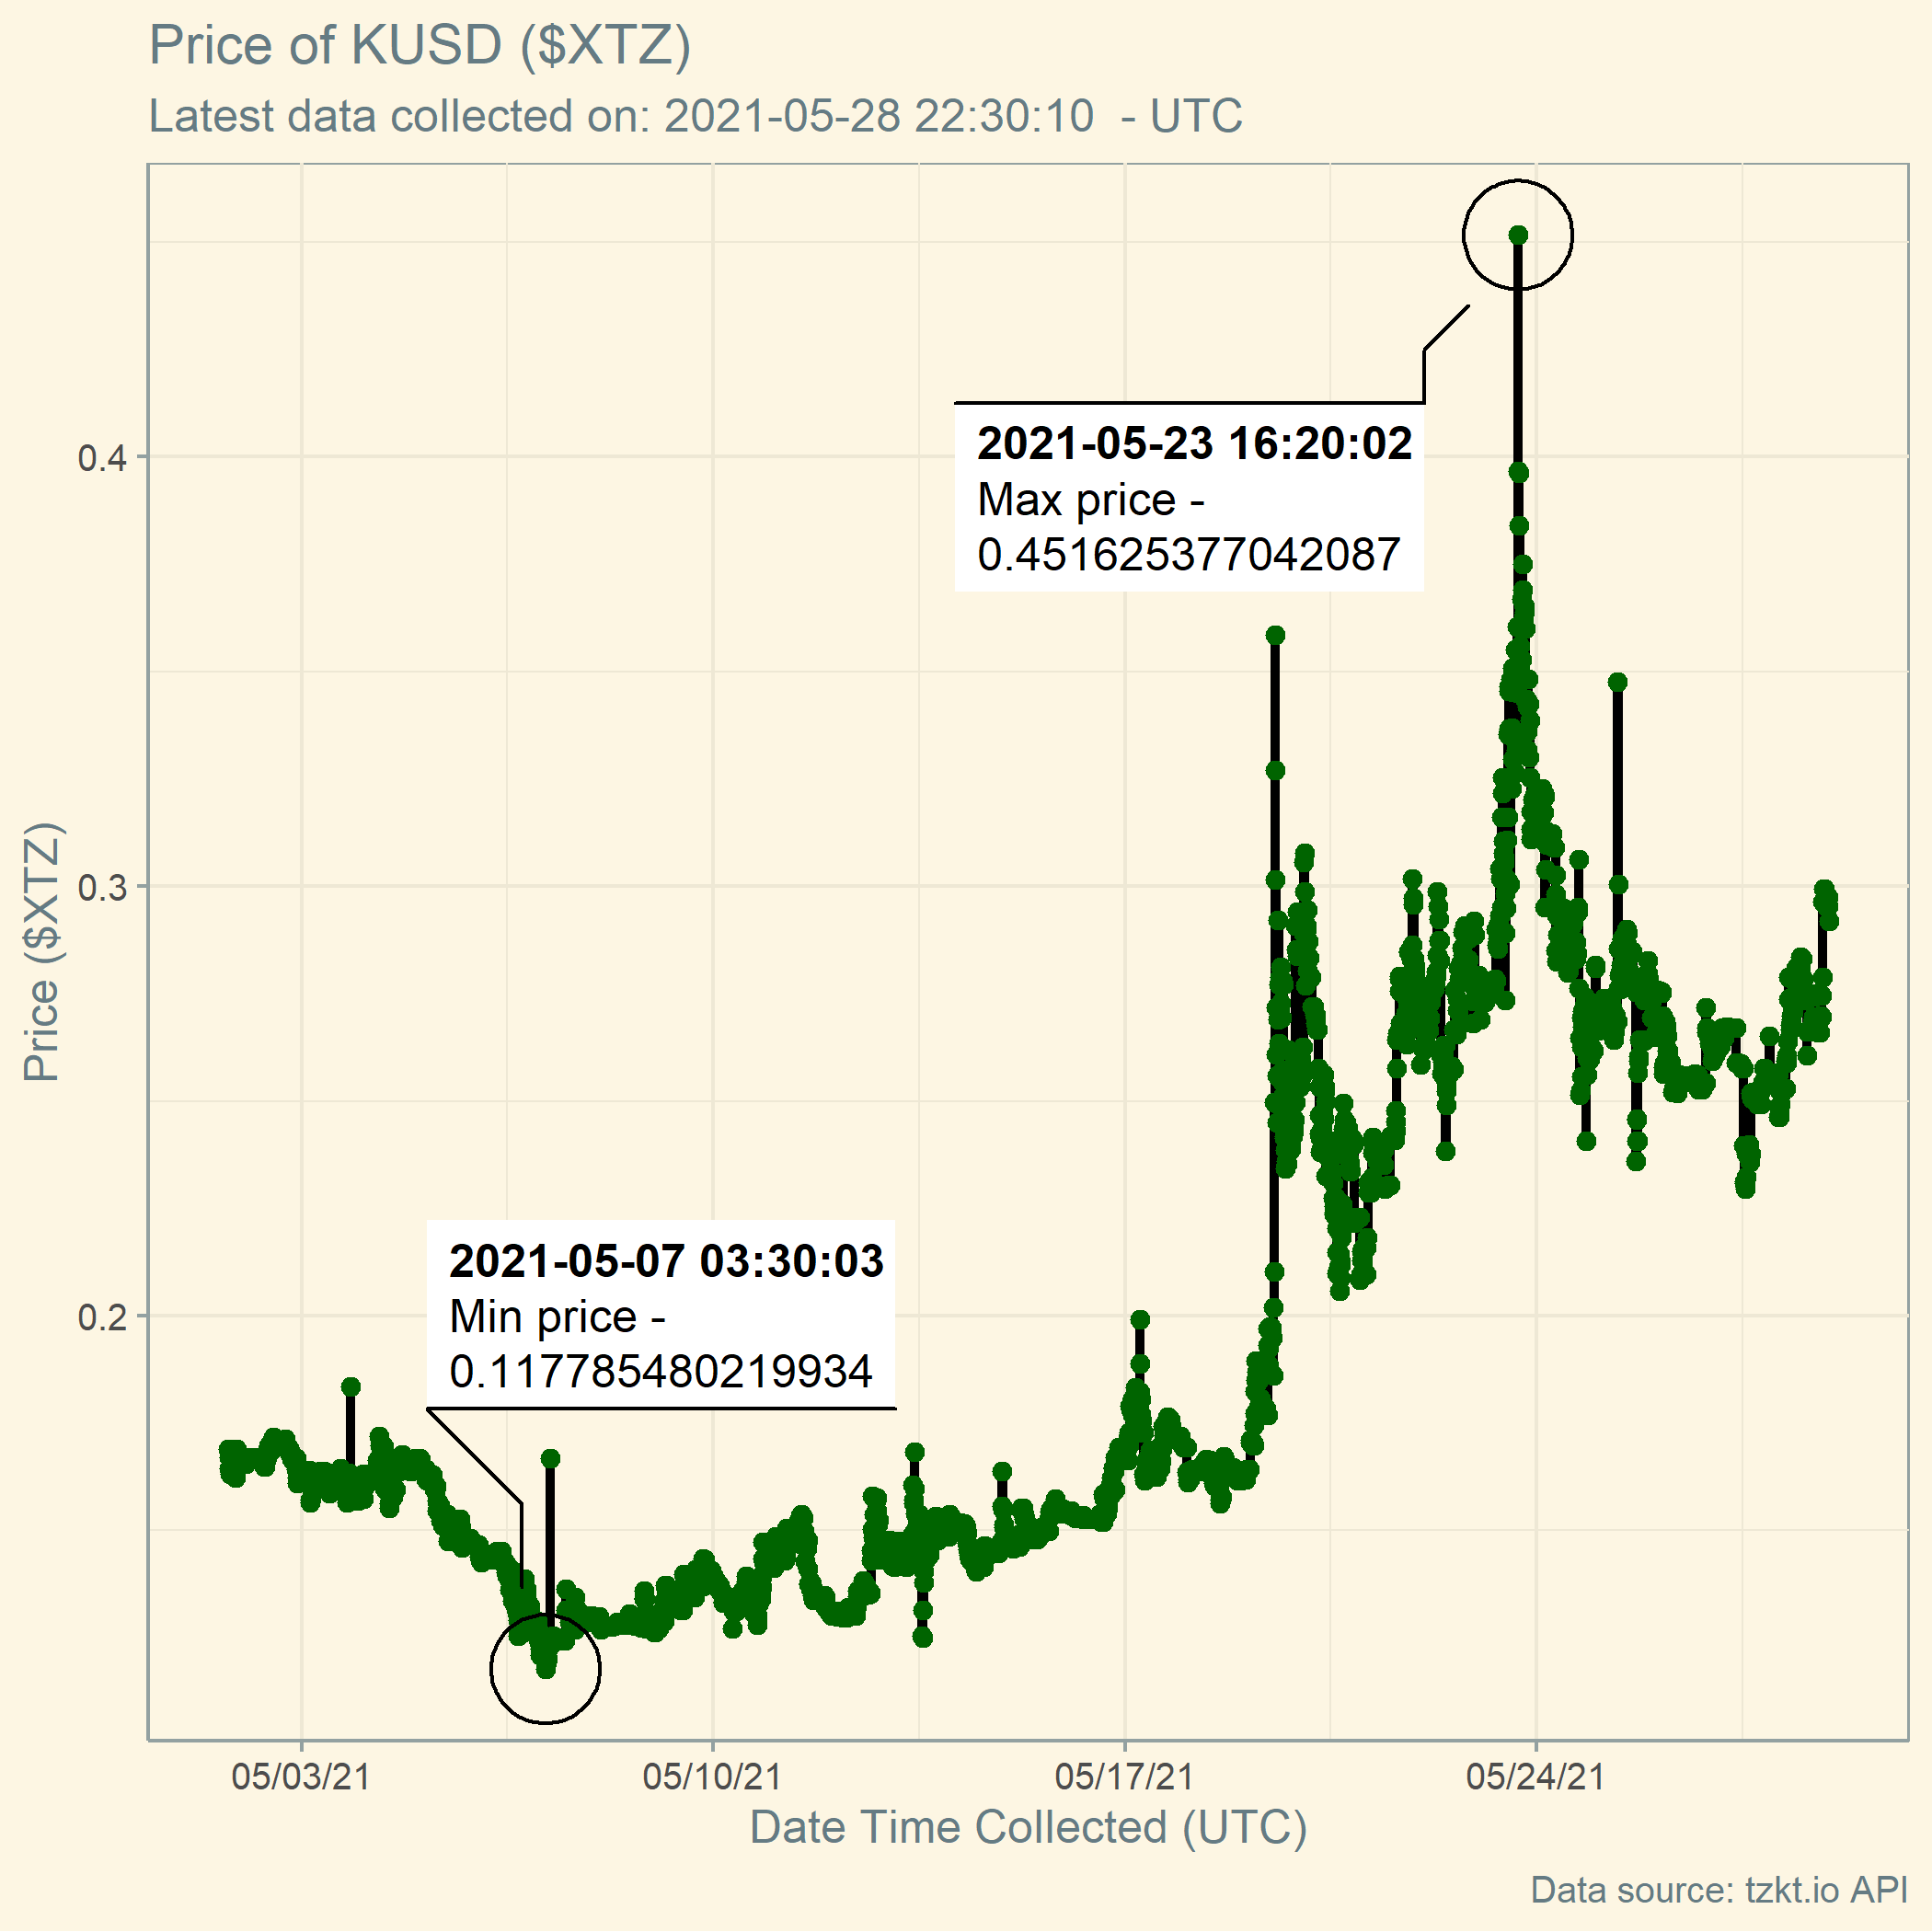 Price of KUSD ($XTZ)
Latest data collected on: 2021-05-28 22:30:10  - UTC
2021-05-23 16:20:02
Max price -
0.451625377042087
2021-05-07 03:30:03
Min price -
0.117785480219934
Price ($XTZ)
0.4
0.3
0.2
05/03/21
05/10/21
05/17/21
05/24/21
Date Time Collected (UTC)
Data source: tzkt.io API